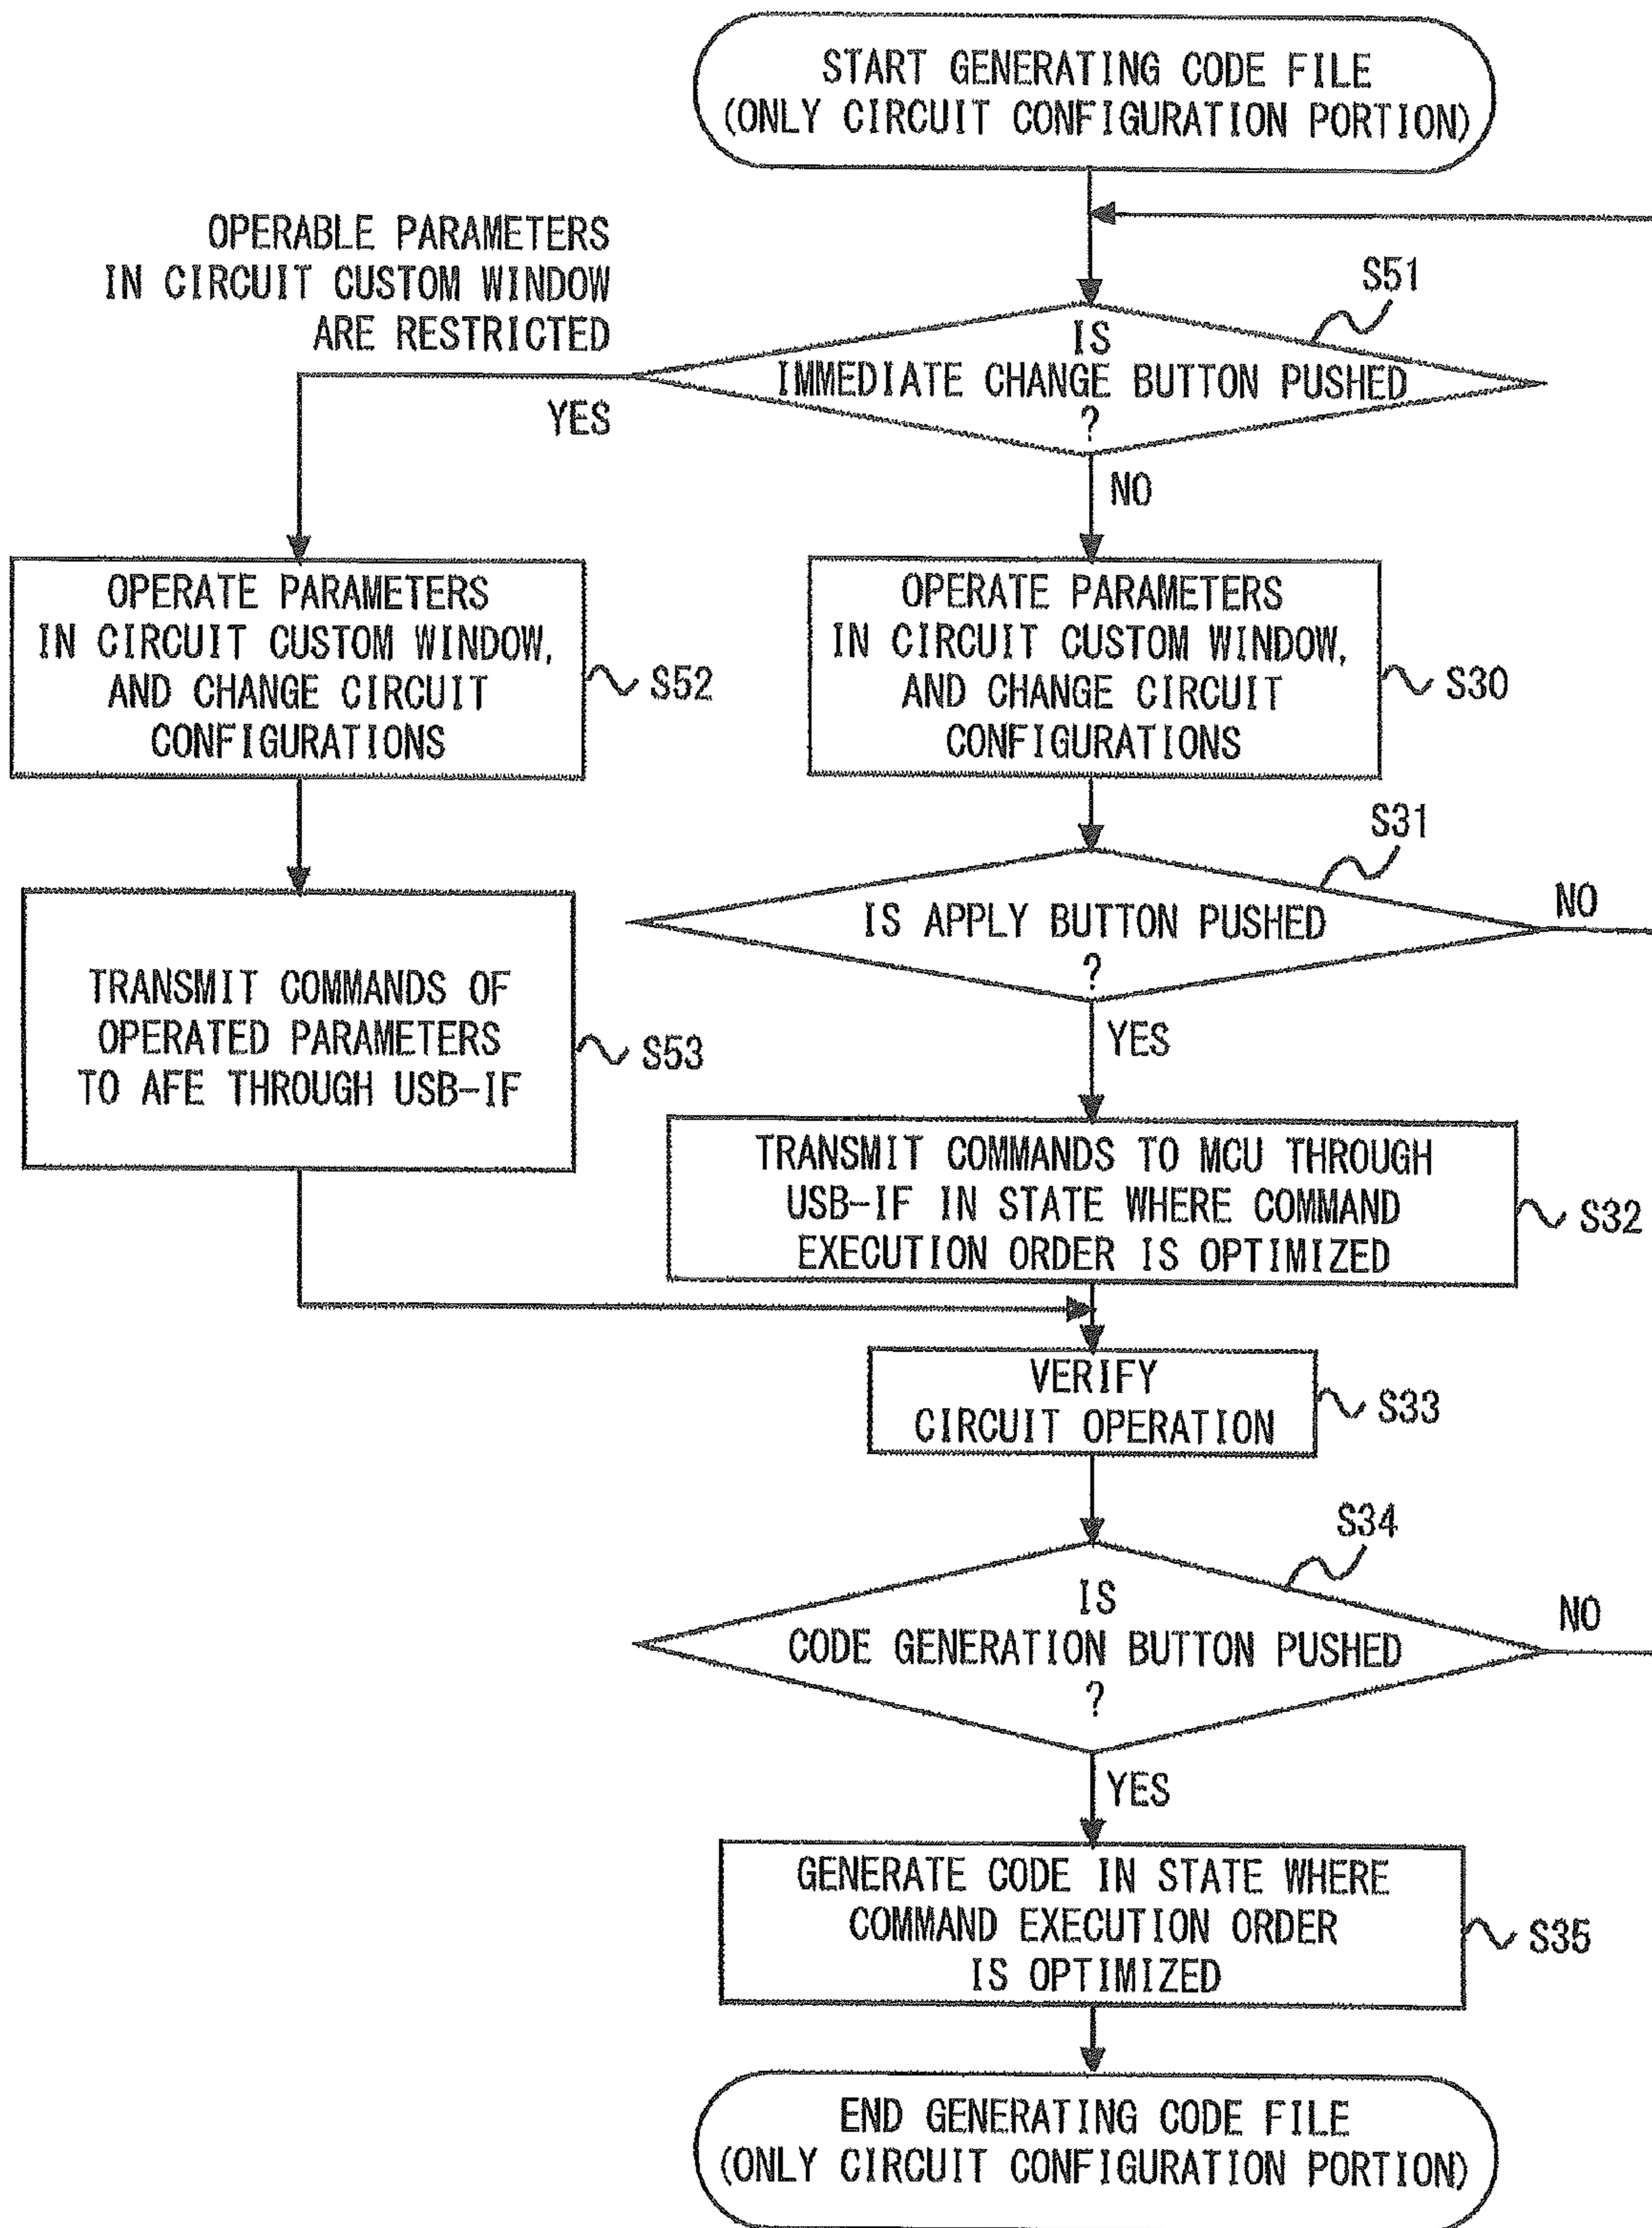 START GENERATING CODE FILE
(ONLY CIRCUIT CONFIGURATION PORTION)
OPERABLE PARAMETERS
IN CIRCUIT CUSTOM WINDOW
ARE RESTRICTED
S51
IS
IMMEDIATE CHANGE BUTTON PUSHED
?
YES
NO
OPERATE PARAMETERS
IN CIRCUIT CUSTOM WINDOW,
AND CHANGE CIRCUIT
CONFIGURATIONS
S52
OPERATE PARAMETERS
IN CIRCUIT CUSTOM WINDOW,
AND CHANGE CIRCUIT
CONFIGURATIONS
S30
S31
IS APPLY BUTTON PUSHED
?
NO
YES
TRANSMIT COMMANDS OF
OPERATED PARAMETERS
TO AFE THROUGH USB-IF
S53
TRANSMIT COMMANDS TO MCU THROUGH
USB-IF IN STATE WHERE COMMAND
EXECUTION ORDER IS OPTIMIZED
S32
VERIFY
CIRCUIT OPERATION
S33
S34
IS
CODE GENERATION BUTTON PUSHED
?
NO
YES
GENERATE CODE IN STATE WHERE
COMMAND EXECUTION ORDER
IS OPTIMIZED
S35
END GENERATING CODE FILE
(ONLY CIRCUIT CONFIGURATION PORTION)